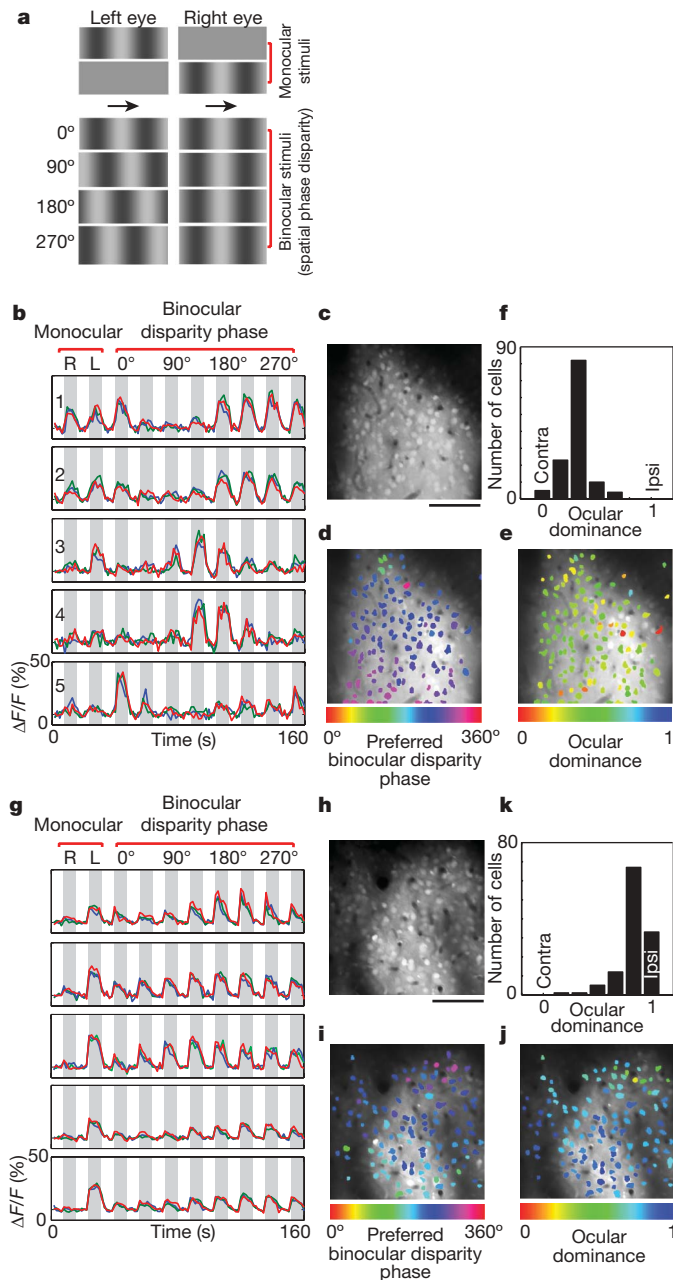 a
Left eye Right eye
Monocular
stimuli
0º
90º
180º
270º
Binocular stimuli
(spatial phase disparity)
b
Binocular
Monocular disparity phase
R L 0° 90° 180° 270°
1
2
3
4
5
50
0
ΔF/F (%)
0 Time (s) 160
c
d
0° 360°
Preferred
binocular disparity
phase
f
90
0
Number of cells
Contra
Ipsi
0 Ocular 1
dominance
e
0 1
Ocular
dominance
g
Binocular
Monocular disparity phase
R L 0° 90° 180° 270°
50
0
ΔF/F (%)
0 Time (s) 160
h
i
0° 360°
Preferred
binocular disparity
phase
k
80
0
Number of cells
Contra
Ipsi
0 Ocular 1
dominance
j
0 1
Ocular
dominance